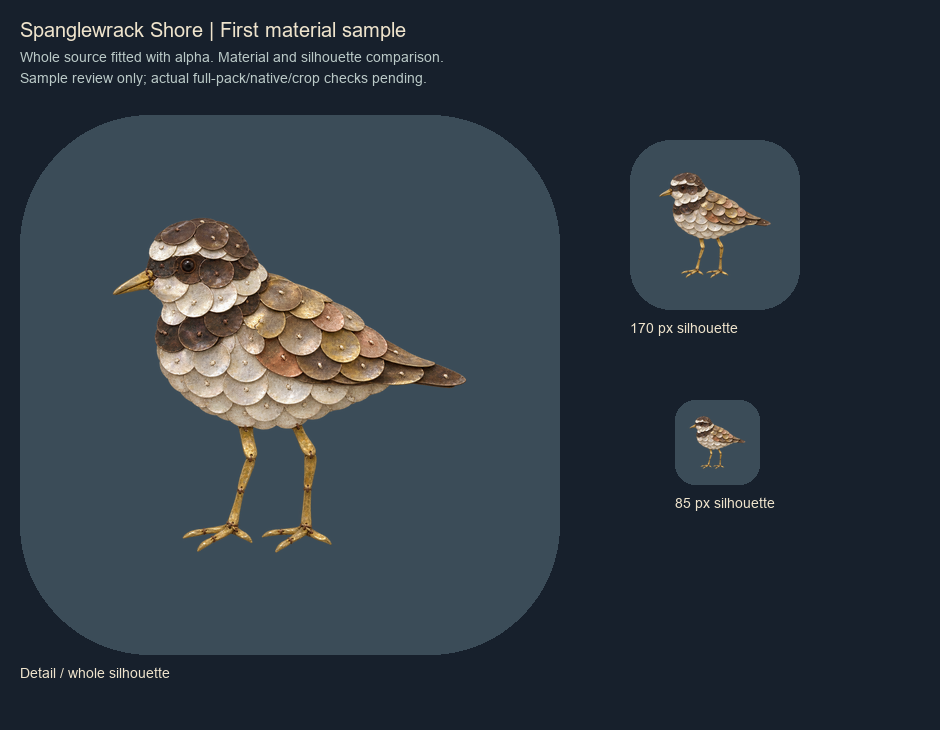 Spanglewrack Shore | First material sample
Whole source fitted with alpha. Material and silhouette comparison.
Sample review only; actual full-pack/native/crop checks pending.
170 px silhouette
85 px silhouette
Detail / whole silhouette